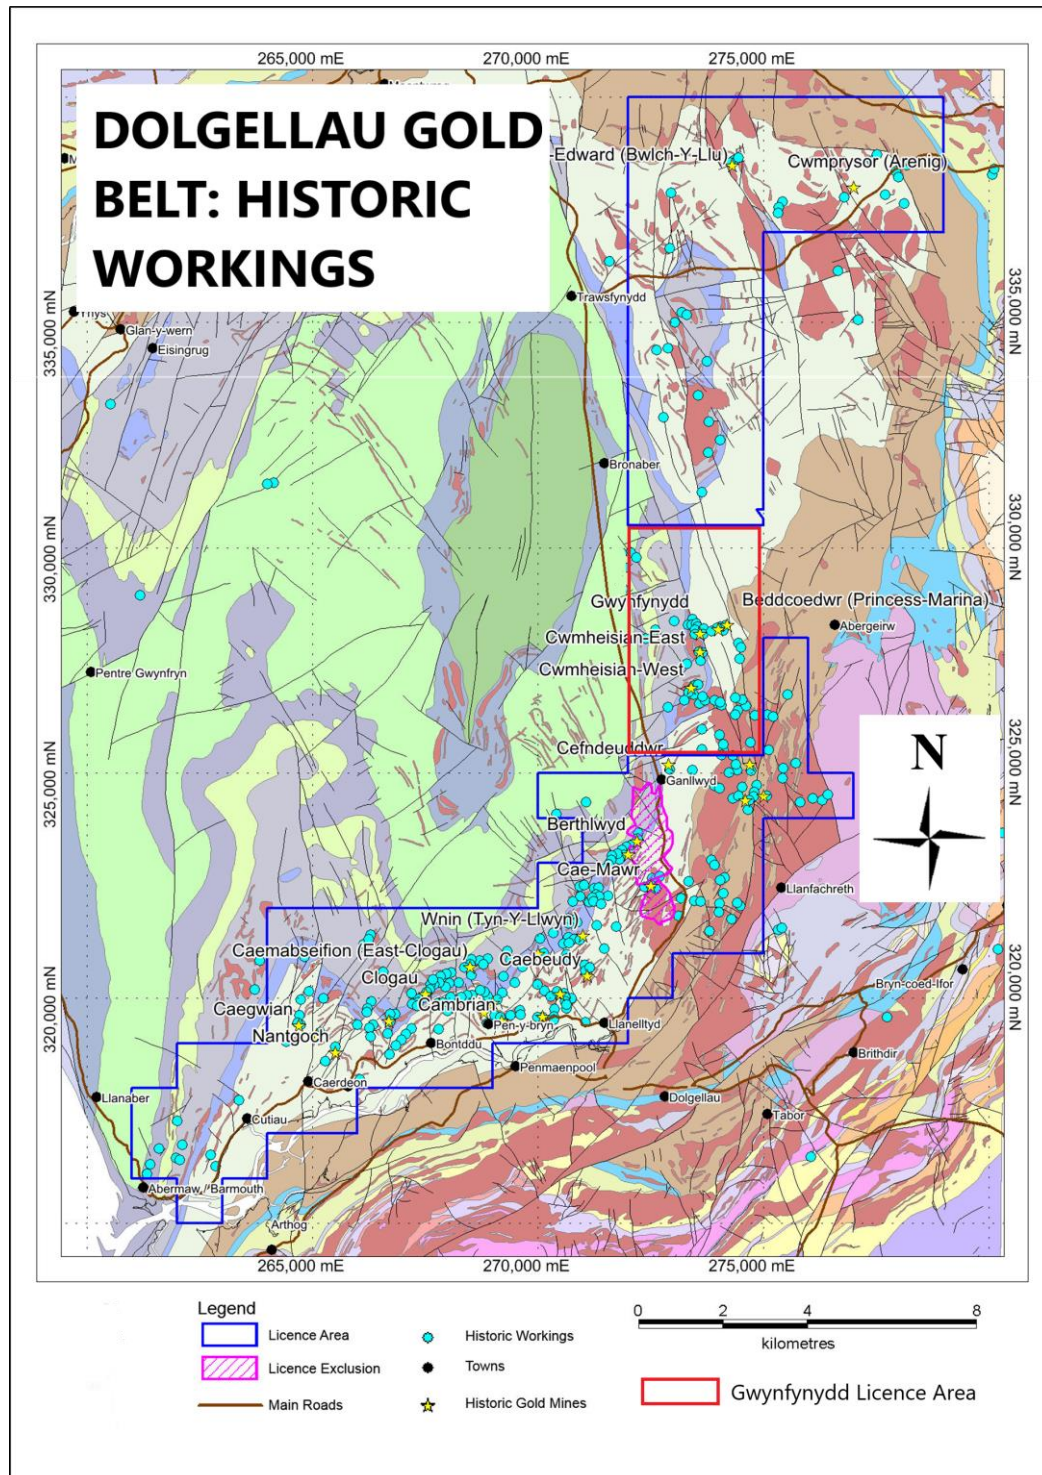 265,000 mE
270,000 mE
275,000 mE
DOLGELLAU GOLD
BELT: HISTORIC
WORKINGS
-Edward (Bwlch-Y-Llu)
Cwmprysor (Arenig)
Trawsfynydd
335,000 mN
335,000 mN
Glan-y-wern
Eisingrug
Bronaber
330,000 mN
330,000 mN
Gwynfynydd
Beddcoedwr (Princess-Marina)
Abergeirw
Cwmheisian-East
Cwmheisian-West
Pentre Gwynfryn
N
Cefndeuddwr
325,000 mN
325,000 mN
Ganllwyd
Berthlwyd
Cae-Mawr
Llanfachreth
Wnin (Tyn-Y-Llwyn)
Caemabseifion (East-Clogau)
Caebeudy
Clogau
Bryn-coed-Ifor
320,000 mN
320,000 mN
Caegwian
Cambrian
Nantgoch
Pen-y-bryn
Llanelltyd
Bontddu
Brithdir
Penmaenpool
Caerdeon
Llanaber
Dolgellau
Cutiau
Tabor
Abermaw / Barmouth
Arthog
265,000 mE
270,000 mE
275,000 mE
Legend
Licence Area
Historic Workings
Licence Exclusion
Towns
Main Roads
Historic Gold Mines
0 2 4 8
kilometres
Gwynfynydd Licence Area